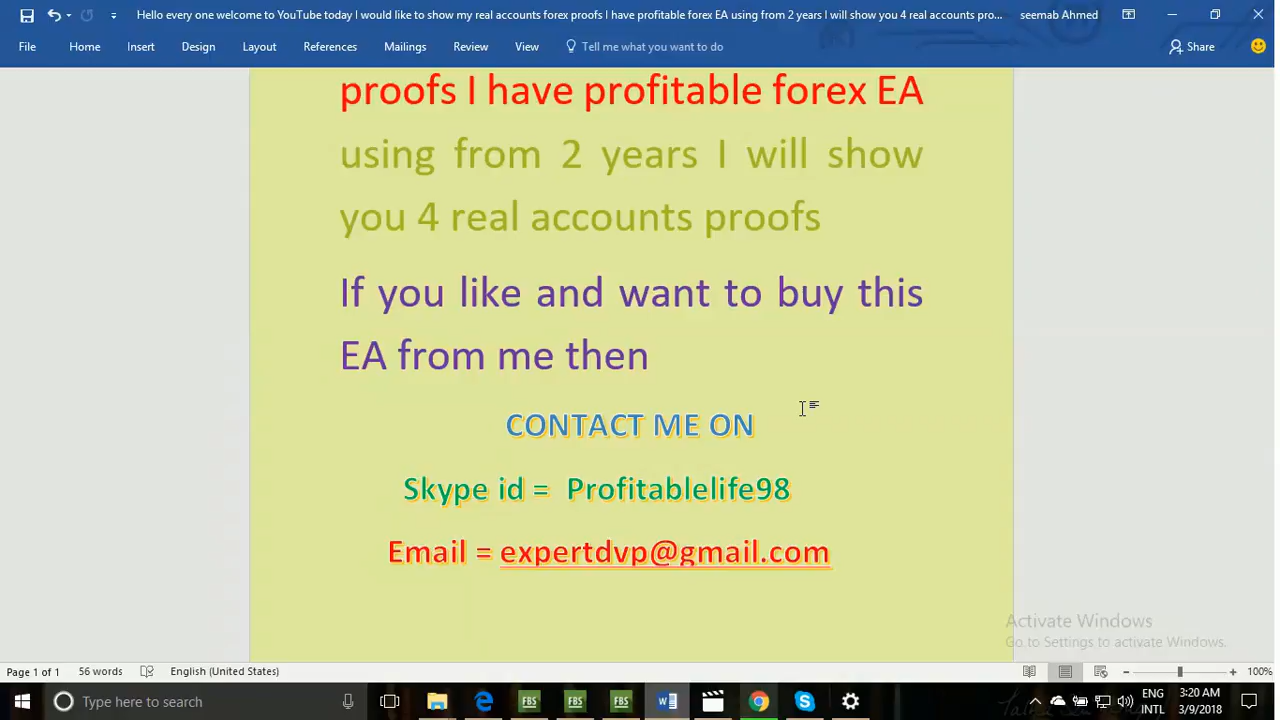 Hello every one welcome to YouTube today I would like to show my real accounts forex proofs I have profitable forex EA using from 2 years I will show you 4 real accounts pro... seemab Ahmed
File Home Insert Design Layout References Mailings Review View Tell me what you want to do Share
proofs I have profitable forex EA
using from 2 years I will show
you 4 real accounts proofs
If you like and want to buy this
EA from me then
CONTACT ME ON
Skype id = Profitablelife98
Email = expertdvp@gmail.com
Activate Windows
Go to Settings to activate Windows.
Page 1 of 1 56 words English (United States) 100%
Type here to search FBS FBS FBS ENG 3:20 AM
INTL 3/9/2018